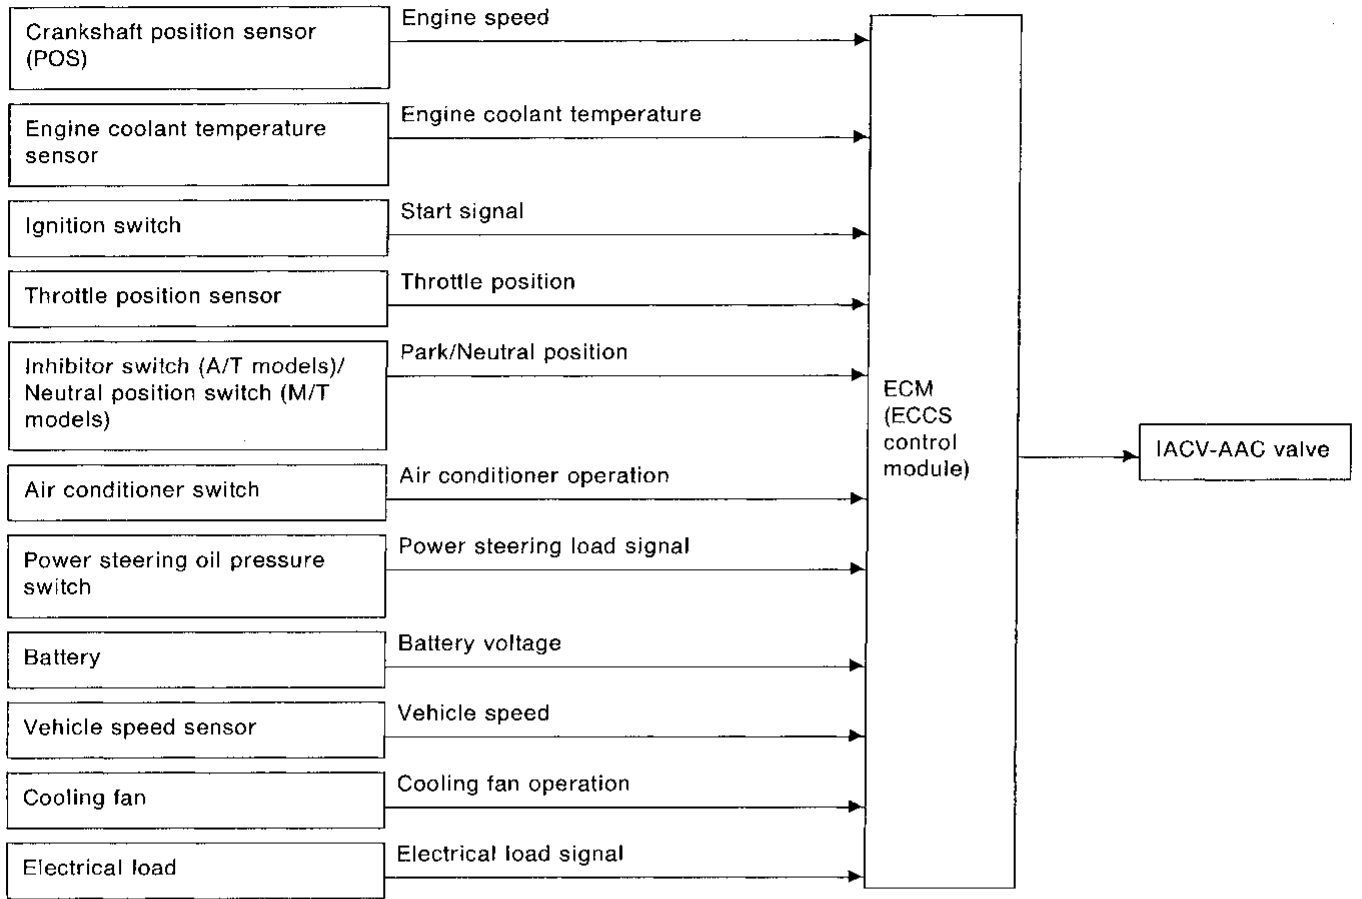 Crankshaft position sensor
(POS)
Engine speed
Engine coolant temperature
sensor
Engine coolant temperature
Ignition switch
Start signal
Throttle position sensor
Throttle position
Inhibitor switch (A/T models)/
Neutral position switch (M/T
models)
Park/Neutral position
Air conditioner switch
Air conditioner operation
Power steering oil pressure
switch
Power steering load signal
Battery
Battery voltage
Vehicle speed sensor
Vehicle speed
Cooling fan
Cooling fan operation
Electrical load
Electrical load signal
ECM
(ECCS
control
module)
IACV-AAC valve